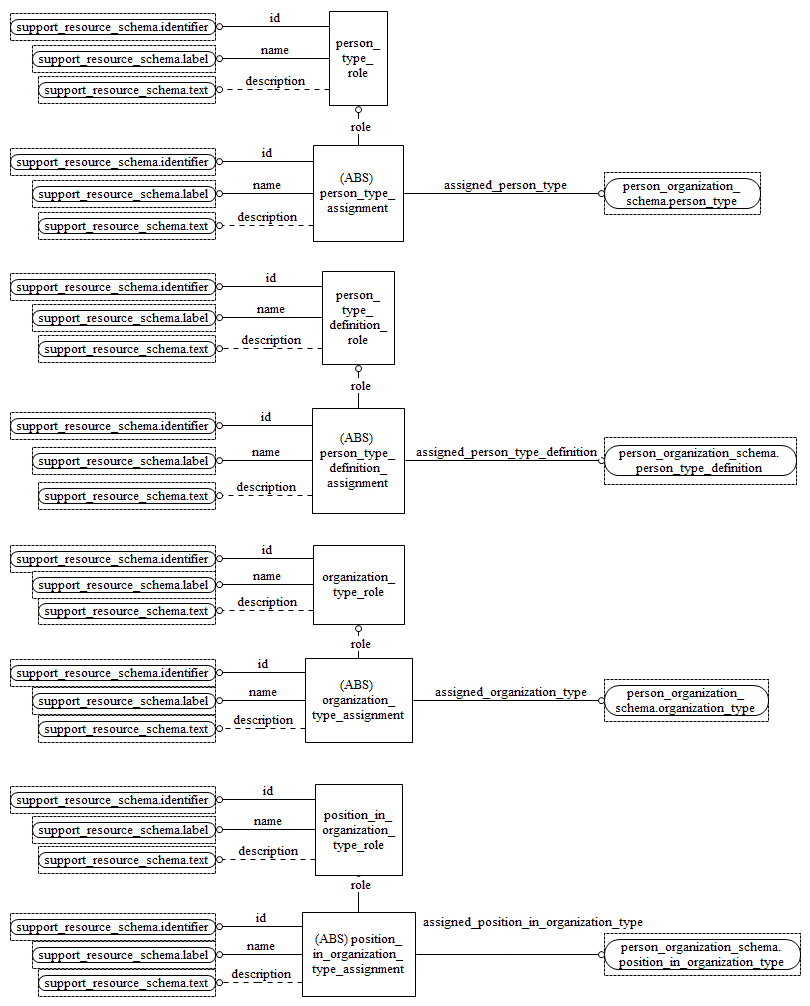 id
support_resource_schema.identifier
name
support_resource_schema.label
description
support_resource_schema.text
person_
type_
role
role
id
support_resource_schema.identifier
name
support_resource_schema.label
description
support_resource_schema.text
(ABS)
person_type_
assignment
assigned_person_type
person_organization_
schema.person_type
id
support_resource_schema.identifier
name
support_resource_schema.label
description
support_resource_schema.text
person_
type_
definition_
role
role
id
support_resource_schema.identifier
name
support_resource_schema.label
description
support_resource_schema.text
(ABS)
person_type_
definition_
assignment
assigned_person_type_definition
person_organization_schema.
person_type_definition
id
support_resource_schema.identifier
name
support_resource_schema.label
description
support_resource_schema.text
organization_
type_role
role
id
support_resource_schema.identifier
name
support_resource_schema.label
description
support_resource_schema.text
(ABS)
organization_
type_assignment
assigned_organization_type
person_organization_
schema.organization_type
id
support_resource_schema.identifier
name
support_resource_schema.label
description
support_resource_schema.text
position_in_
organization_
type_role
role
id
support_resource_schema.identifier
name
support_resource_schema.label
description
support_resource_schema.text
(ABS) position_
in_organization_
type_assignment
assigned_position_in_organization_type
person_organization_schema.
position_in_organization_type